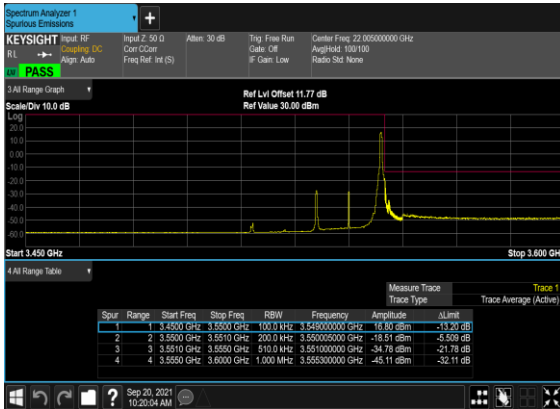 Spectrum Analyzer 1
Spurious Emissions
+
KEYSIGHT Input: RF Input Z: 50 Ω Atten: 30 dB Trig: Free Run Center Freq: 22.005000000 GHz
RL Coupling: DC Corr CCorr Gate: Off Avg|Hold: 100/100
Align: Auto Freq Ref: Int (S) IF Gain: Low Radio Std: None
LXI PASS
3 All Range Graph
Scale/Div 10.0 dB Ref Lvl Offset 11.77 dB
Ref Value 30.00 dBm
Log
20.0
10.0
0.00
-10.0
-20.0
-30.0
-40.0
-50.0
-60.0
Start 3.450 GHz Stop 3.600 GH
4 All Range Table
Measure Trace Trace 1
Trace Type Trace Average (Active)
Spur Range Start Freq Stop Freq RBW Frequency Amplitude ΔLimit
1 1 3.4500 GHz 3.5500 GHz 100.0 kHz 3.549000000 GHz 16.80 dBm -13.20 dB
2 2 3.5500 GHz 3.5510 GHz 200.0 kHz 3.550005000 GHz -18.51 dBm -5.509 dB
3 3 3.5510 GHz 3.5550 GHz 510.0 kHz 3.551000000 GHz -34.78 dBm -21.78 dB
4 4 3.5550 GHz 3.6000 GHz 1.000 MHz 3.555300000 GHz -45.11 dBm -32.11 dB
? Sep 20, 2021
10:20:04 AM